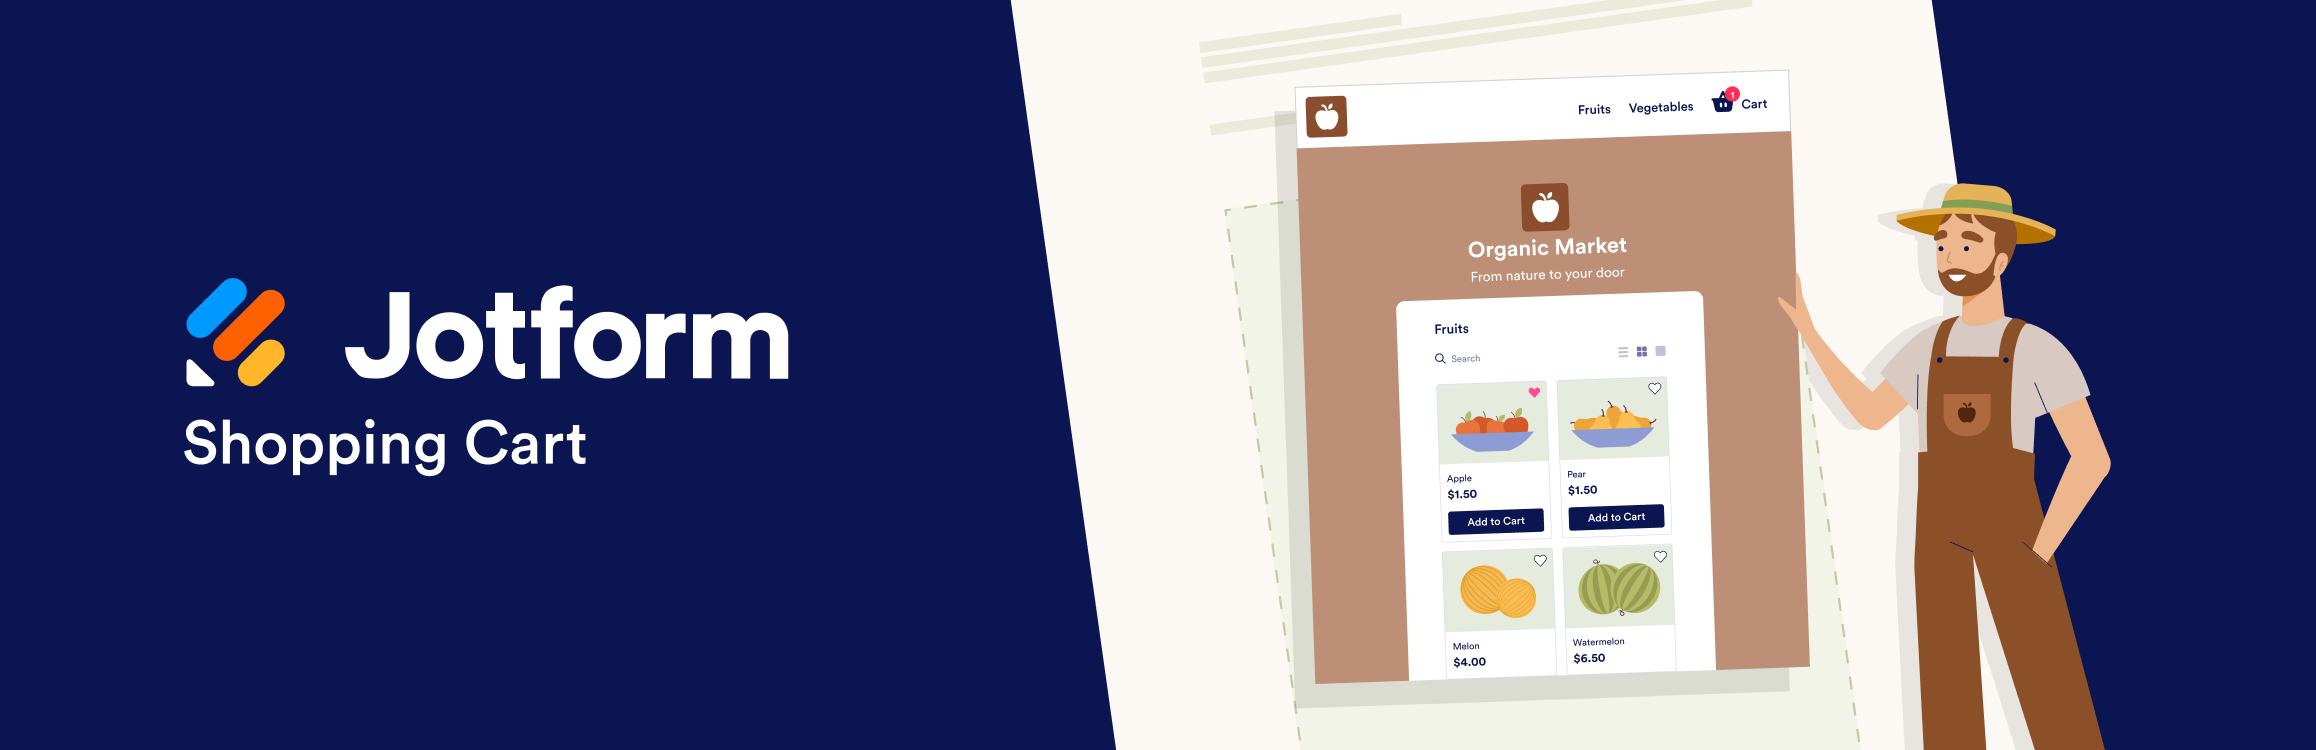 Jotform
Shopping Cart
Fruits Vegetables 1 Cart
Organic Market
From nature to your door
Fruits
Search
Apple
$1.50
Add to Cart
Pear
$1.50
Add to Cart
Melon
$4.00
Watermelon
$6.50